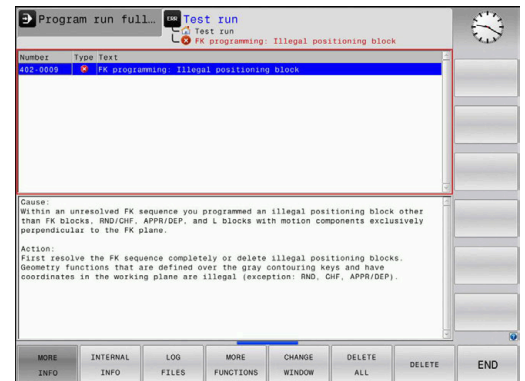 Program run full...
ERR Test run
Test run
FK programming: Illegal positioning block
Number Type Text
402-0009 FK programming: Illegal positioning block
Cause:
Within an unresolved FK sequence you programmed an illegal positioning block other
than FK blocks, RND/CHF, APPR/DEP, and L blocks with motion components exclusively
perpendicular to the FK plane.
Action:
First resolve the FK sequence completely or delete illegal positioning blocks.
Geometry functions that are defined over the gray contouring keys and have
coordinates in the working plane are illegal (exception: RND, CHF, APPR/DEP).
MORE INFO
INTERNAL INFO
LOG FILES
MORE FUNCTIONS
CHANGE WINDOW
DELETE ALL
DELETE
END